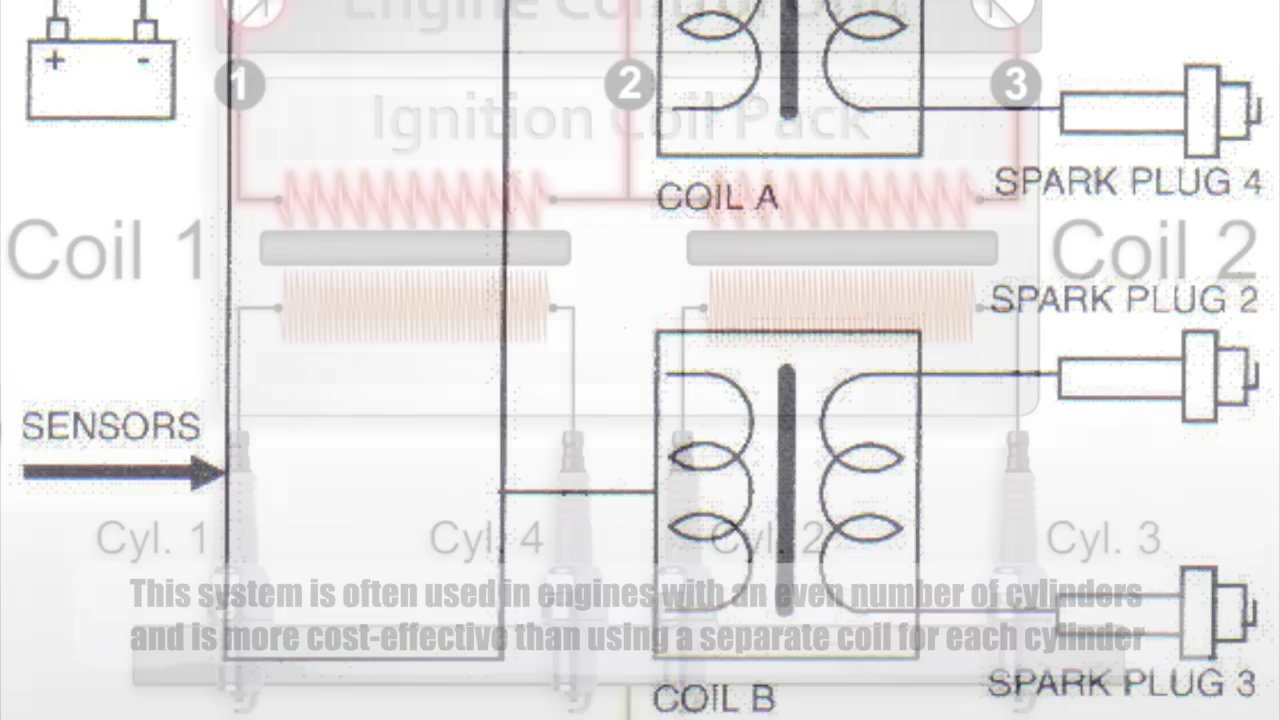 Engine Control Unit
+ -
1 2 3
Ignition Coil Pack
SPARK PLUG 4
COIL A
Coil 1
Coil 2
SPARK PLUG 2
SENSORS
Cyl. 1
Cyl. 4
Cyl. 2
Cyl. 3
This system is often used in engines with an even number of cylinders
and is more cost-effective than using a separate coil for each cylinder
SPARK PLUG 3
COIL B